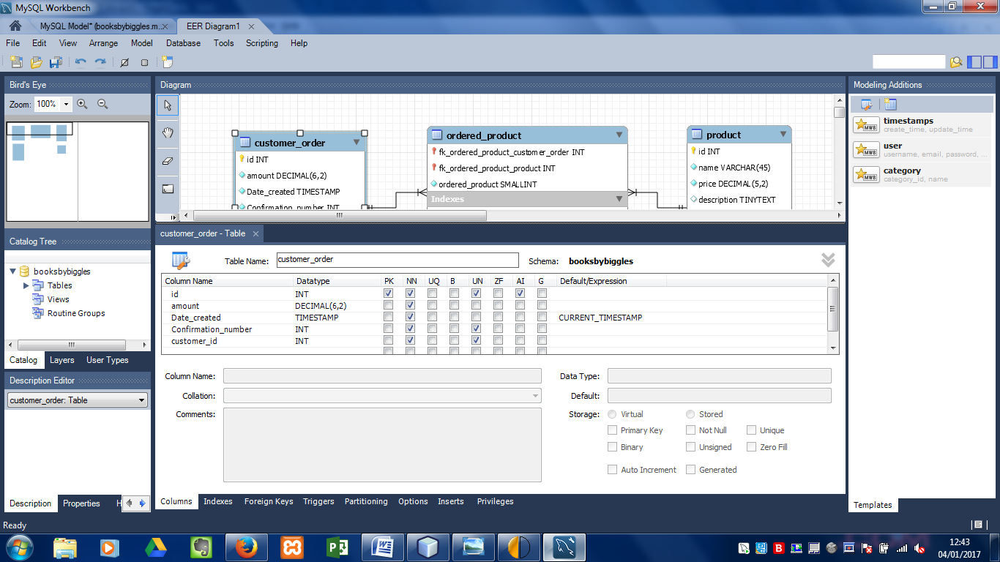 MySQL Workbench
MySQL Model* (booksbybiggles.m...
EER Diagram1
File Edit View Arrange Model Database Tools Scripting Help
Bird's Eye
Zoom: 100%
Catalog Tree
booksbybiggles
Tables
Views
Routine Groups
Catalog Layers User Types
Description Editor
customer_order: Table
Description Properties H
Diagram
customer_order
id INT
amount DECIMAL(6,2)
Date_created TIMESTAMP
Confirmation_number INT
ordered_product
fk_ordered_product_customer_order INT
fk_ordered_product_product INT
ordered_product SMALLINT
Indexes
product
id INT
name VARCHAR(45)
price DECIMAL(5,2)
description TINYTEXT
customer_order - Table
Table Name: customer_order Schema: booksbybiggles
Column Name Datatype PK NN UQ B UN ZF AI G Default/Expression
id INT
amount DECIMAL(6,2)
Date_created TIMESTAMP CURRENT_TIMESTAMP
Confirmation_number INT
customer_id INT
Column Name: Data Type:
Collation: Default:
Comments: Storage: Virtual Stored
Primary Key Not Null Unique
Binary Unsigned Zero Fill
Auto Increment Generated
Columns Indexes Foreign Keys Triggers Partitioning Options Inserts Privileges
Modeling Additions
MWB
timestamps
create_time, update_time
MWB
user
username, email, password, ...
MWB
category
category_id, name
Templates
Ready
12:43
04/01/2017